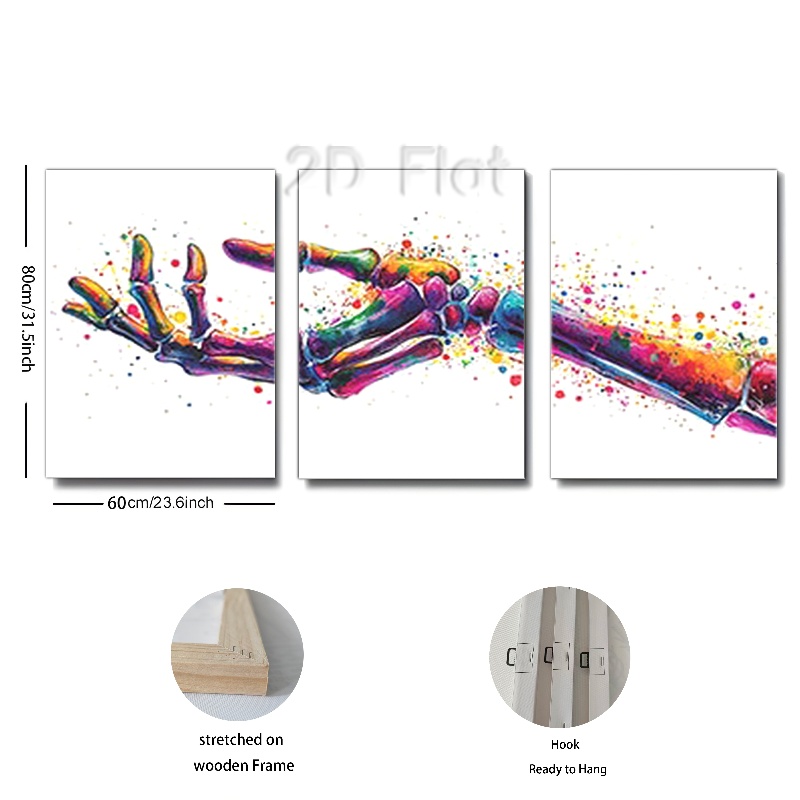 2D Flat
80cm/31.5inch
60cm/23.6inch
stretched on
wooden Frame
Hook
Ready to Hang